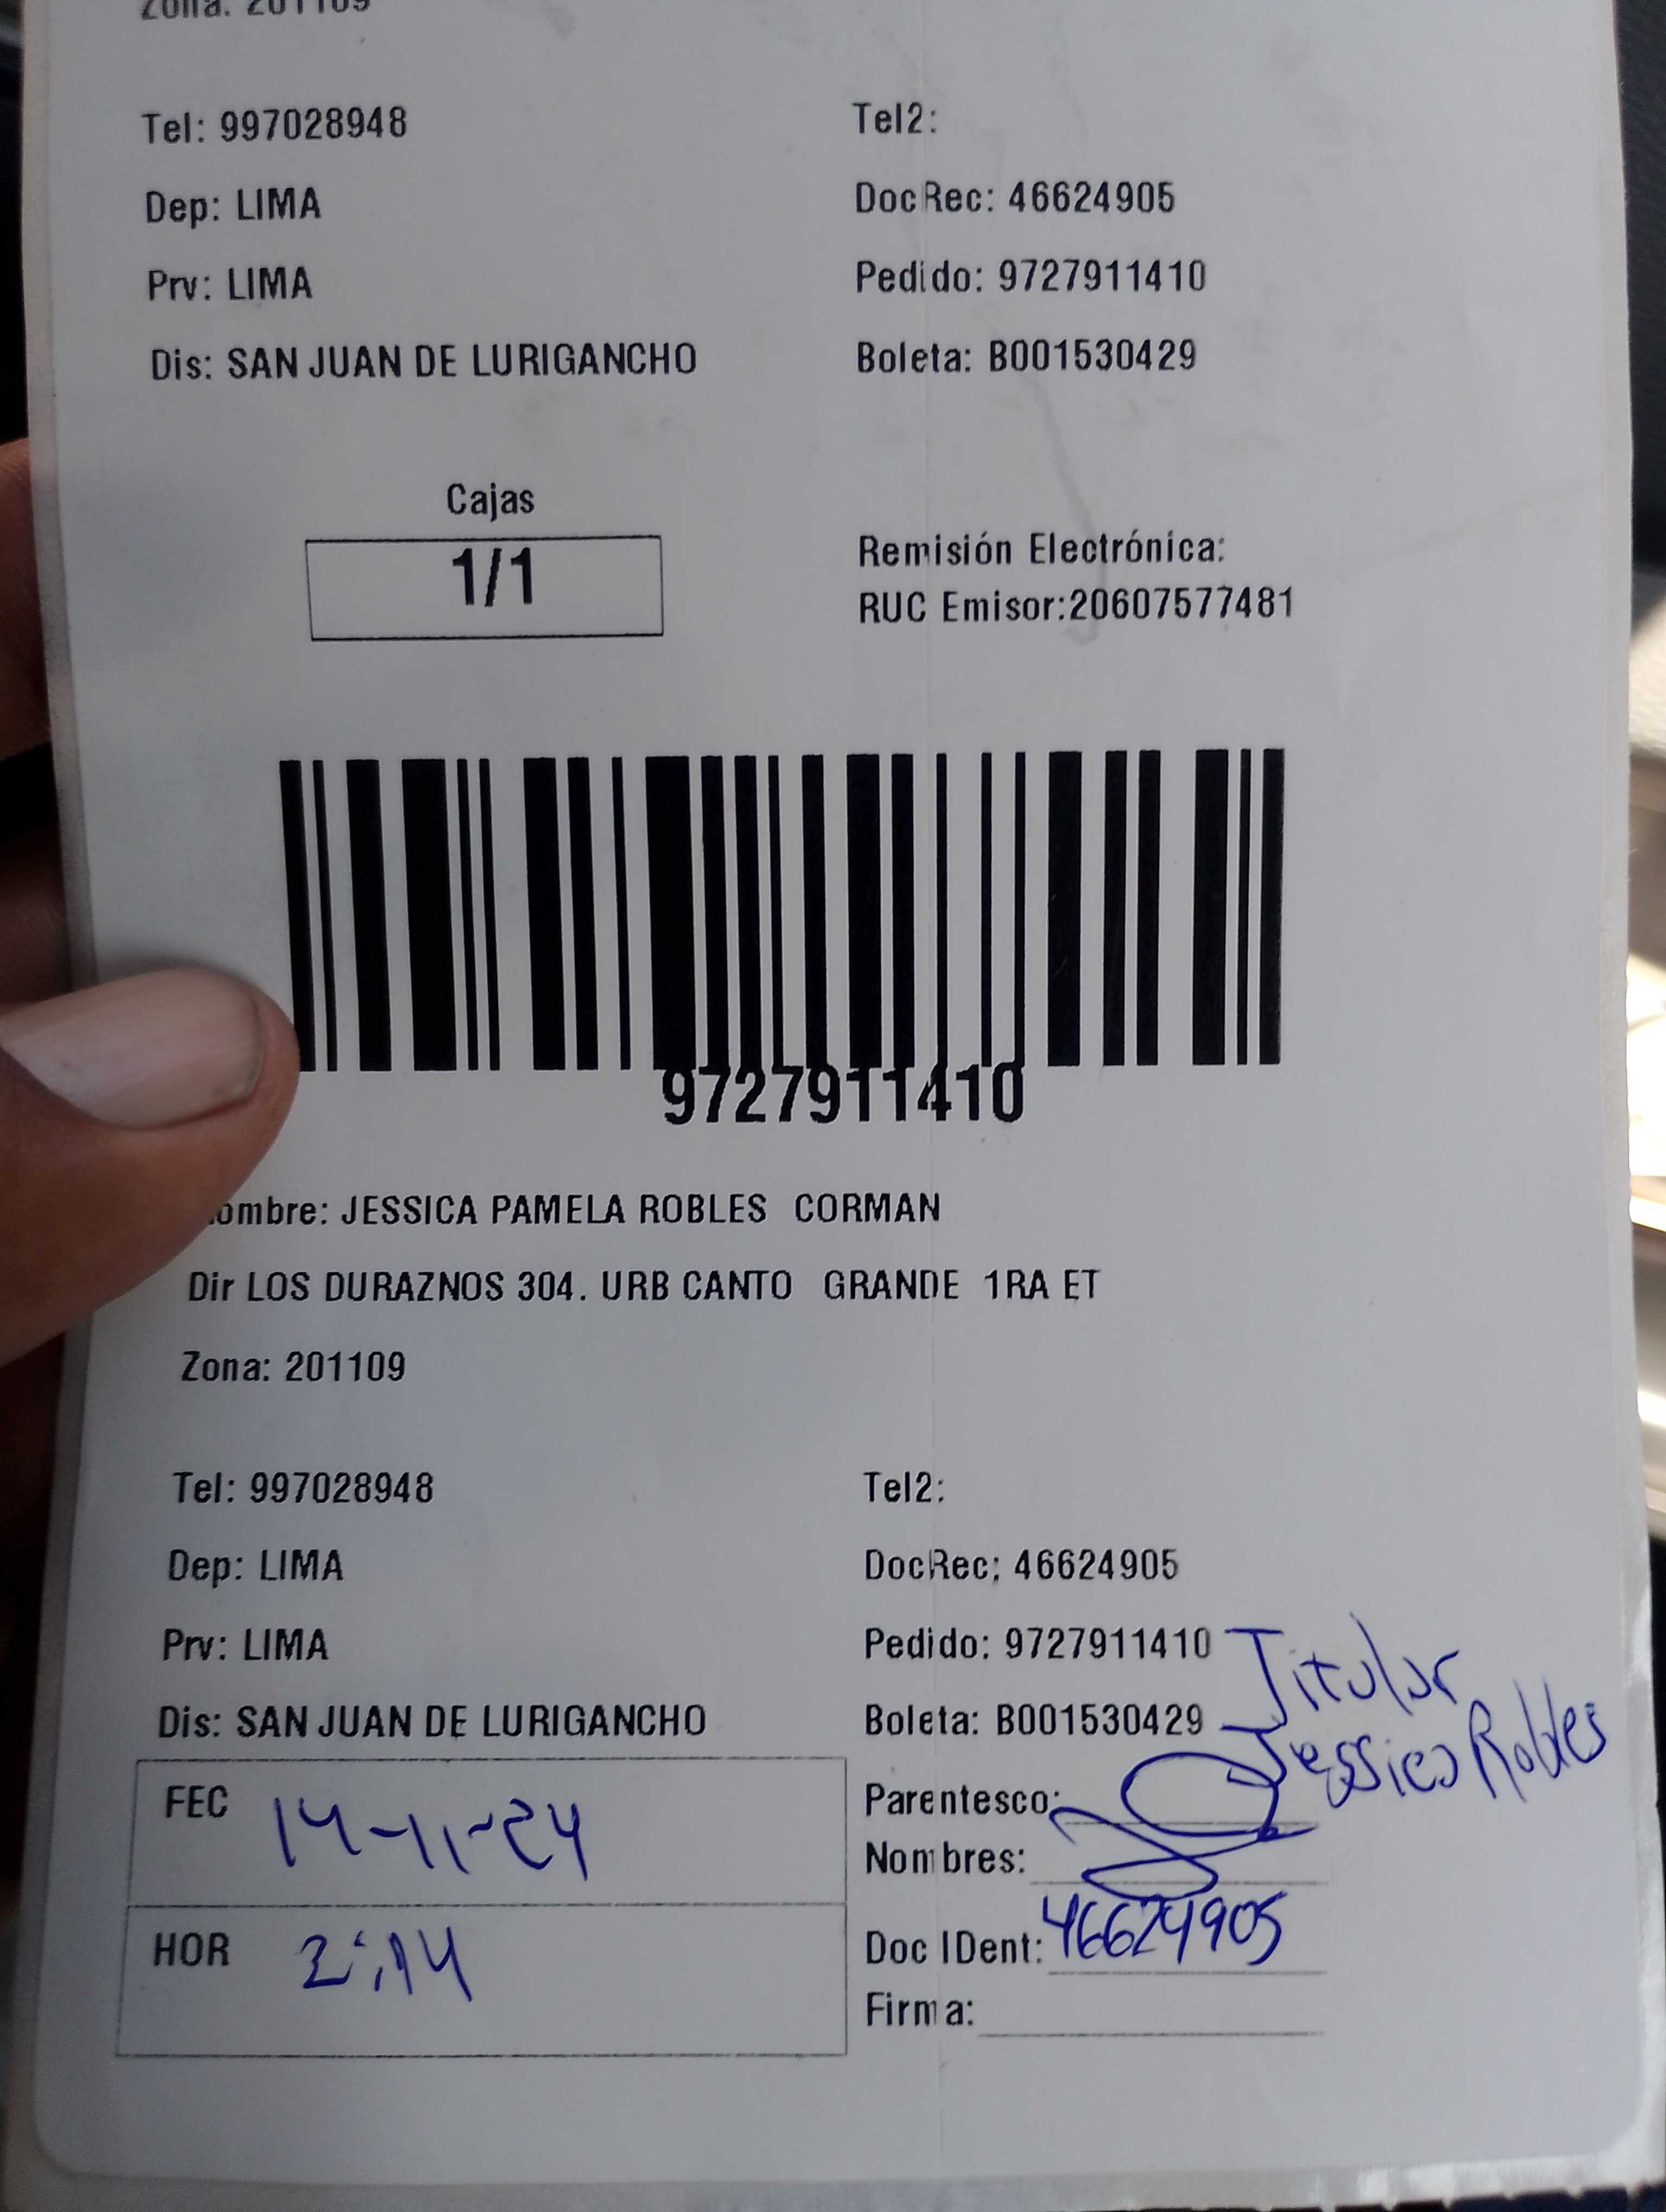 Zona: 201109
Tel: 997028948
Tel2:
Dep: LIMA
DocRec: 46624905
Prv: LIMA
Pedido: 9727911410
Dis: SAN JUAN DE LURIGANCHO
Boleta: B001530429
Cajas
1/1
Remisión Electrónica:
RUC Emisor:20607577481
9727911410
ombre: JESSICA PAMELA ROBLES CORMAN
Dir LOS DURAZNOS 304. URB CANTO GRANDE 1RA ET
Zona: 201109
Tel: 997028948
Tel2:
Dep: LIMA
DocRec: 46624905
Prv: LIMA
Pedido: 9727911410
Titular
Dis: SAN JUAN DE LURIGANCHO
Boleta: B001530429
Jessica Robles
FEC 14-11-24
Parentesco:
Nombres:
HOR 2:14
Doc IDent: 46624905
Firma: